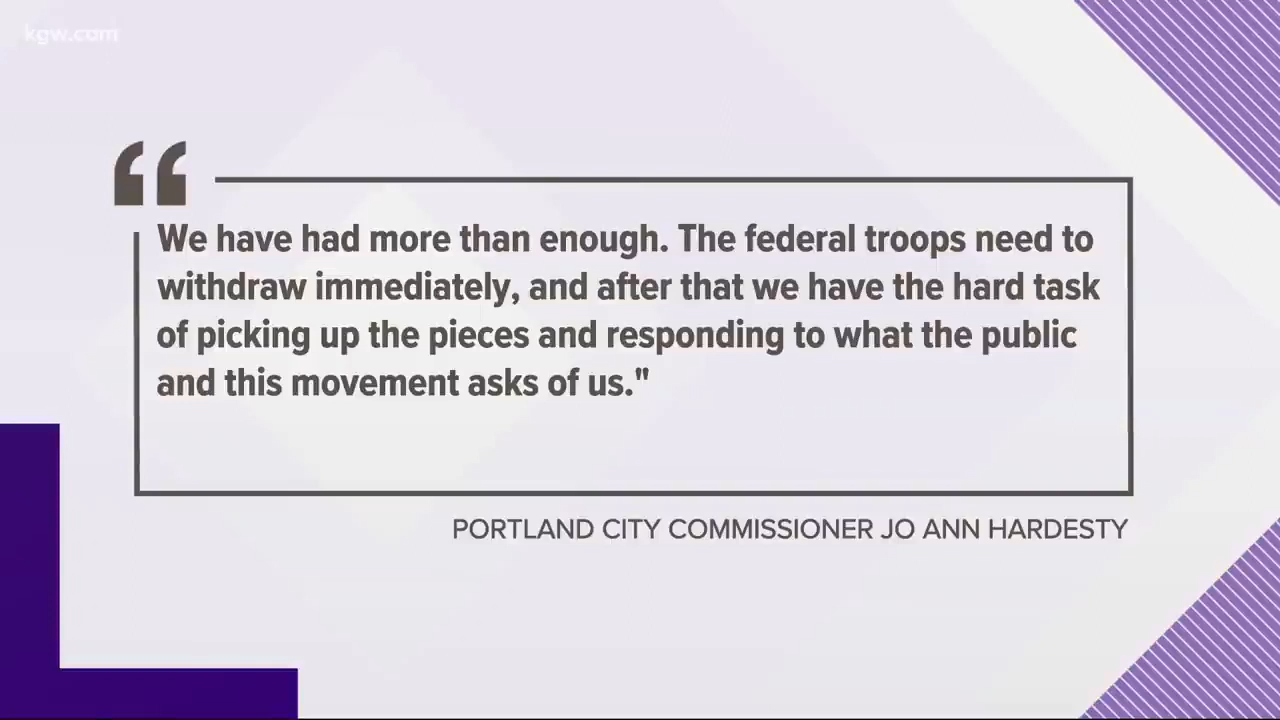 kgw.com
“
We have had more than enough. The federal troops need to
withdraw immediately, and after that we have the hard task
of picking up the pieces and responding to what the public
and this movement asks of us."
PORTLAND CITY COMMISSIONER JO ANN HARDESTY